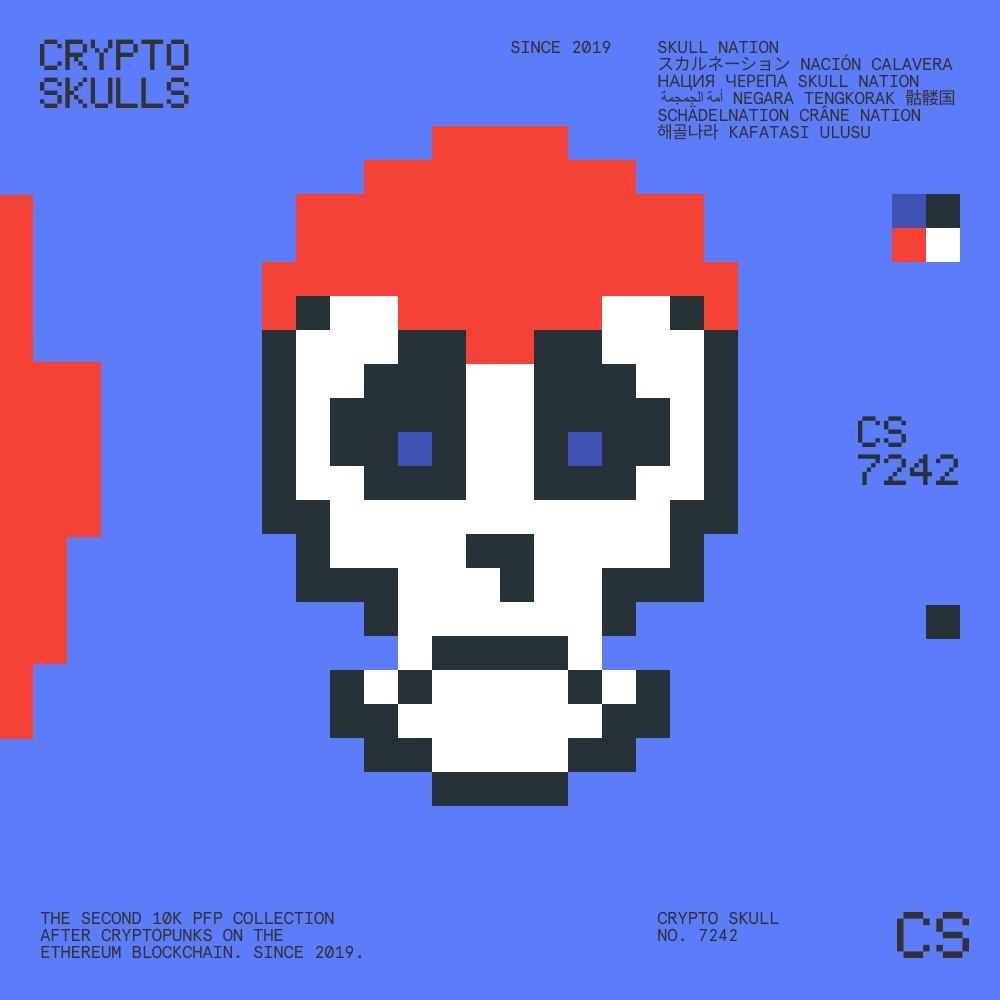 CRYPTO
SKULLS
SINCE 2019
SKULL NATION
スカルネーション NACIÓN CALAVERA
НАЦИЯ ЧЕРЕПА SKULL NATION
أمة الجمجمة NEGARA TENGKORAK 骷髅国
SCHÄDELNATION CRÂNE NATION
해골나라 KAFATASI ULUSU
CS
7242
THE SECOND 10K PFP COLLECTION
AFTER CRYPTOPUNKS ON THE
ETHEREUM BLOCKCHAIN. SINCE 2019.
CRYPTO SKULL
NO. 7242
CS